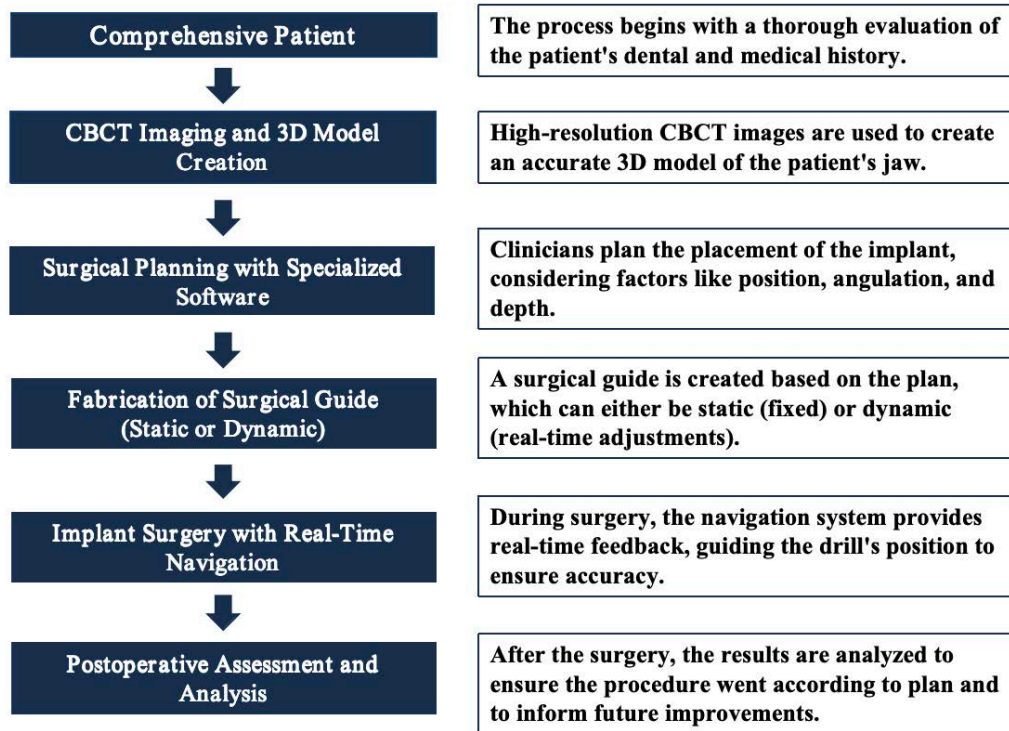 Comprehensive Patient
The process begins with a thorough evaluation of
the patient's dental and medical history.
CBCT Imaging and 3D Model
Creation
High-resolution CBCT images are used to create
an accurate 3D model of the patient's jaw.
Surgical Planning with Specialized
Software
Clinicians plan the placement of the implant,
considering factors like position, angulation, and
depth.
Fabrication of Surgical Guide
(Static or Dynamic)
A surgical guide is created based on the plan,
which can either be static (fixed) or dynamic
(real-time adjustments).
Implant Surgery with Real-Time
Navigation
During surgery, the navigation system provides
real-time feedback, guiding the drill's position to
ensure accuracy.
Postoperative Assessment and
Analysis
After the surgery, the results are analyzed to
ensure the procedure went according to plan and
to inform future improvements.